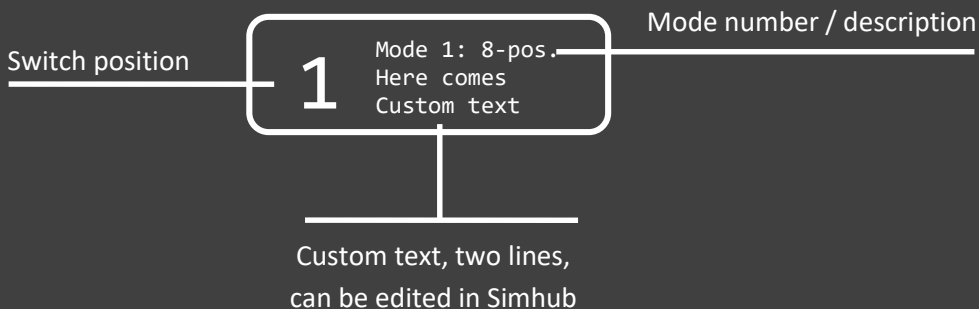 Mode number / description
Switch position
1
Mode 1: 8-pos.
Here comes
Custom text
Custom text, two lines,
can be edited in Simhub